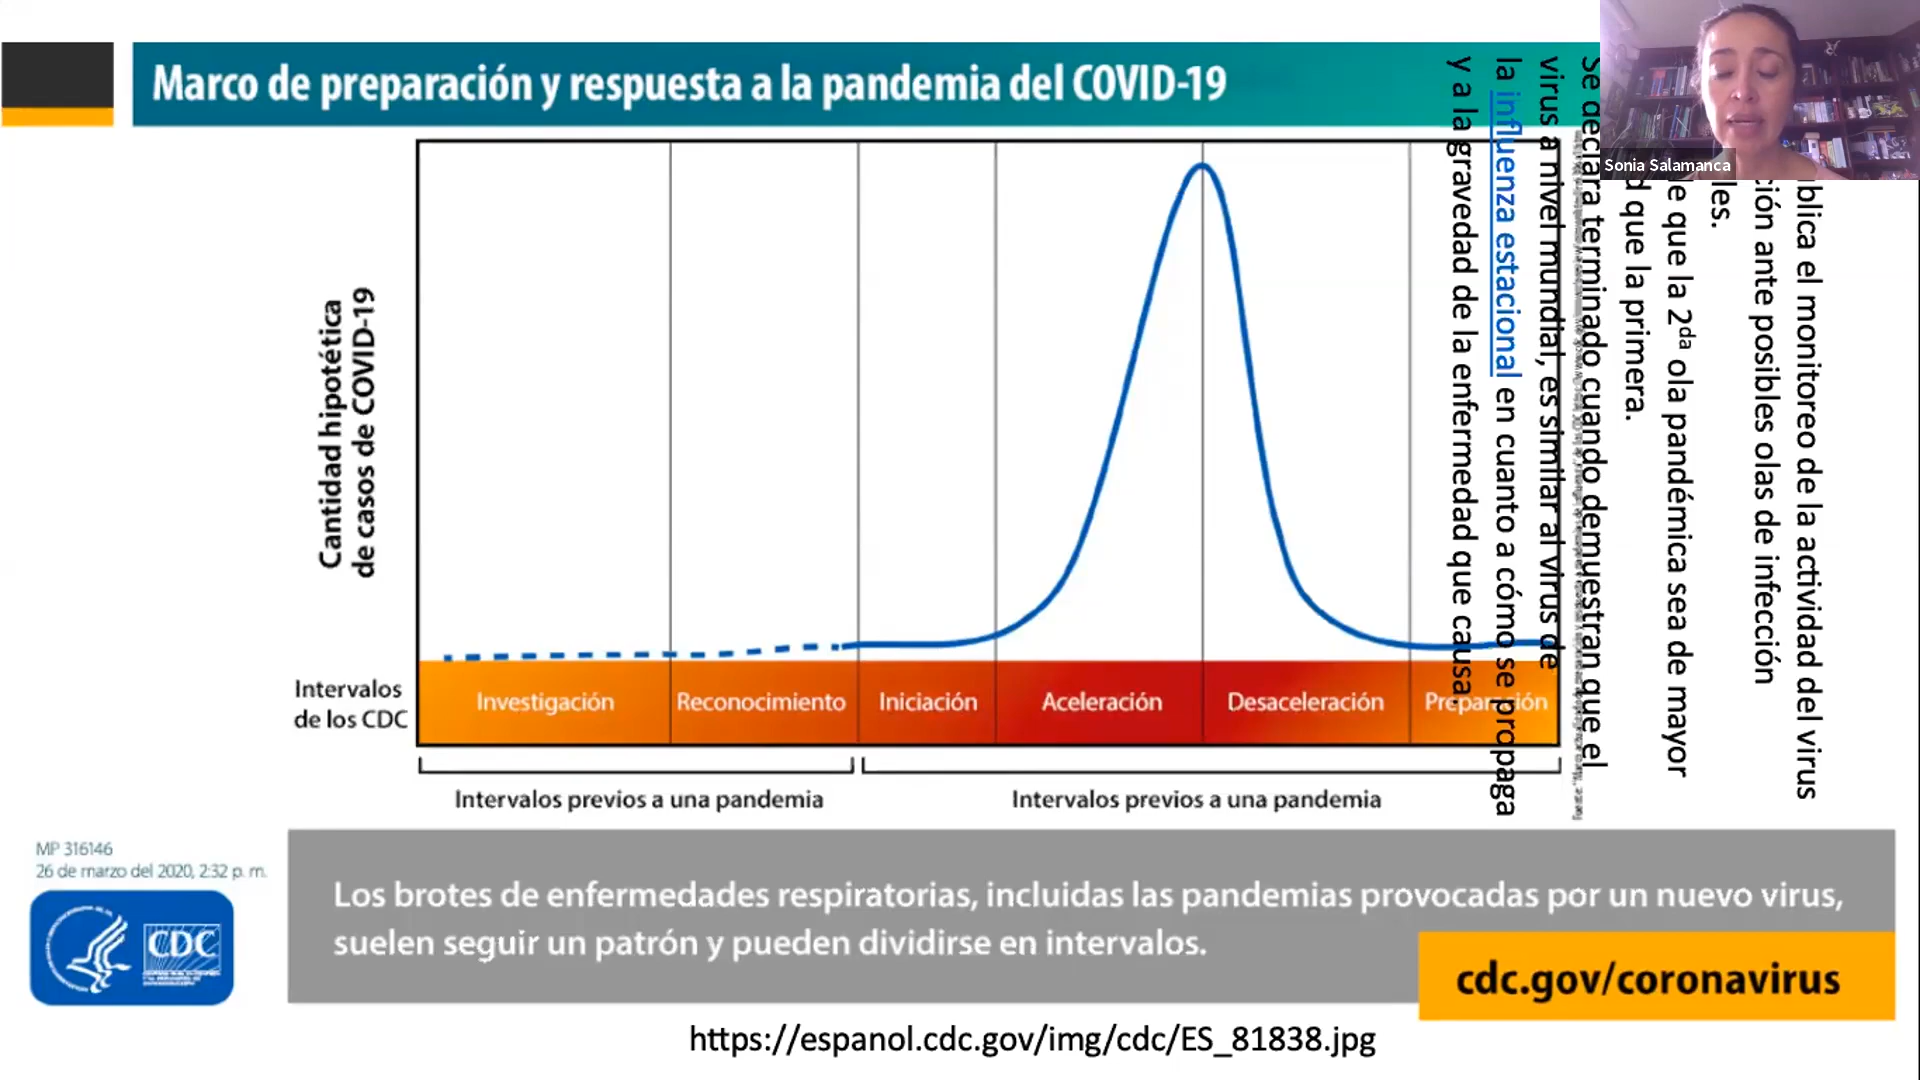 Marco de preparación y respuesta a la pandemia del COVID-19
Sonia Salamanca
Cantidad hipotética
de casos de COVID-19
Intervalos
de los CDC
Investigación
Reconocimiento
Iniciación
Aceleración
Desaceleración
Preparación
Intervalos previos a una pandemia
Intervalos previos a una pandemia
blica el monitoreo de la actividad del virus
ción ante posibles olas de infección
les.
e que la 2da ola pandémica sea de mayor
d que la primera.
Se declara terminado cuando demuestran que el
virus a nivel mundial, es similar al virus de
la influenza estacional en cuanto a cómo se propaga
y a la gravedad de la enfermedad que causa.
MP 316146
26 de marzo del 2020, 2:32 p. m.
CDC
Los brotes de enfermedades respiratorias, incluidas las pandemias provocadas por un nuevo virus,
suelen seguir un patrón y pueden dividirse en intervalos.
cdc.gov/coronavirus
https://espanol.cdc.gov/img/cdc/ES_81838.jpg